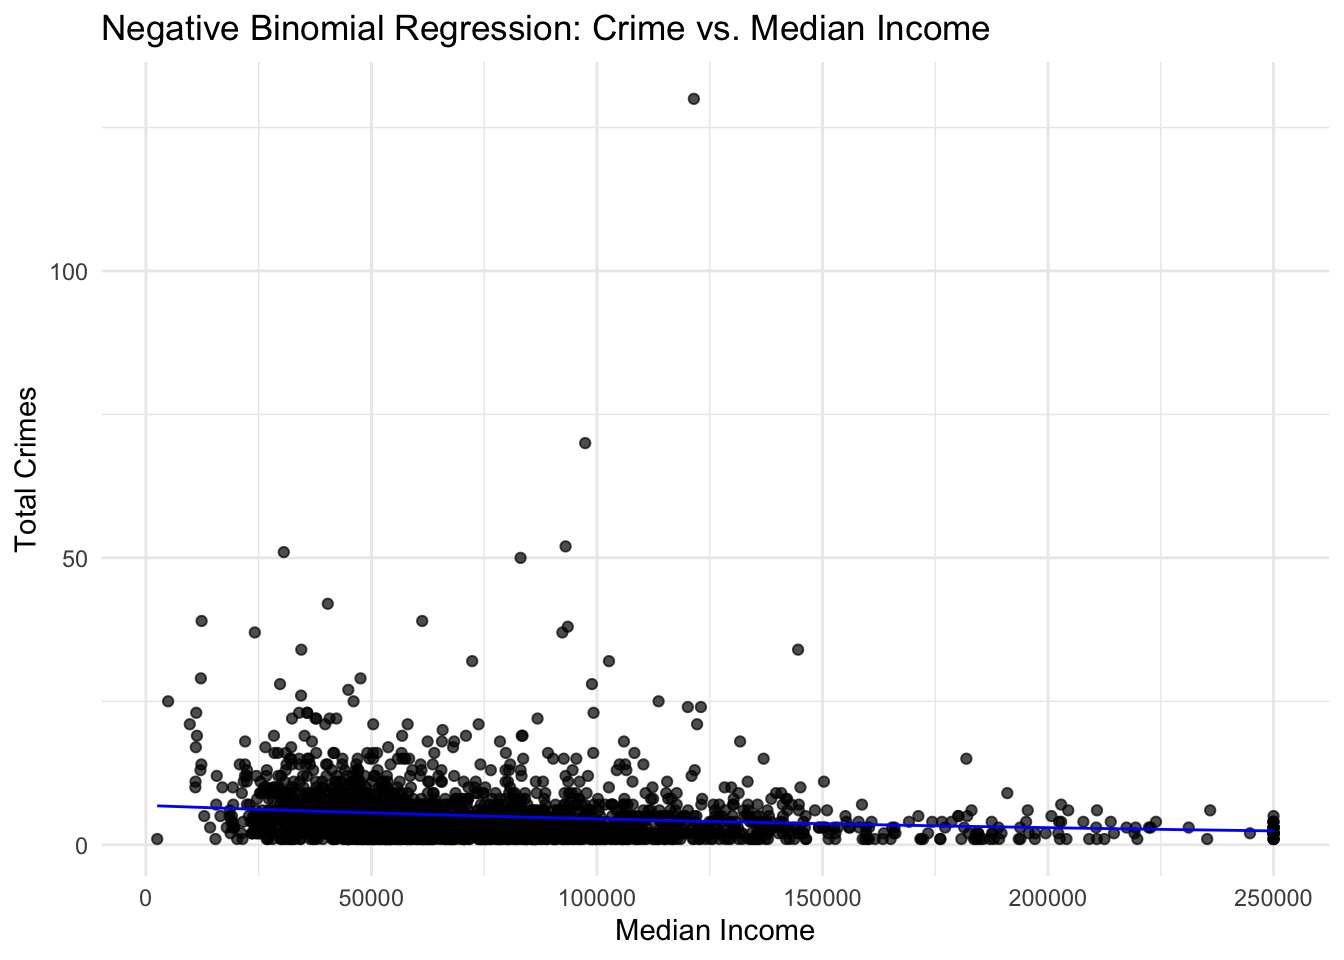 Negative Binomial Regression: Crime vs. Median Income
Total Crimes
100
50
0
0 50000 100000 150000 200000 250000
Median Income